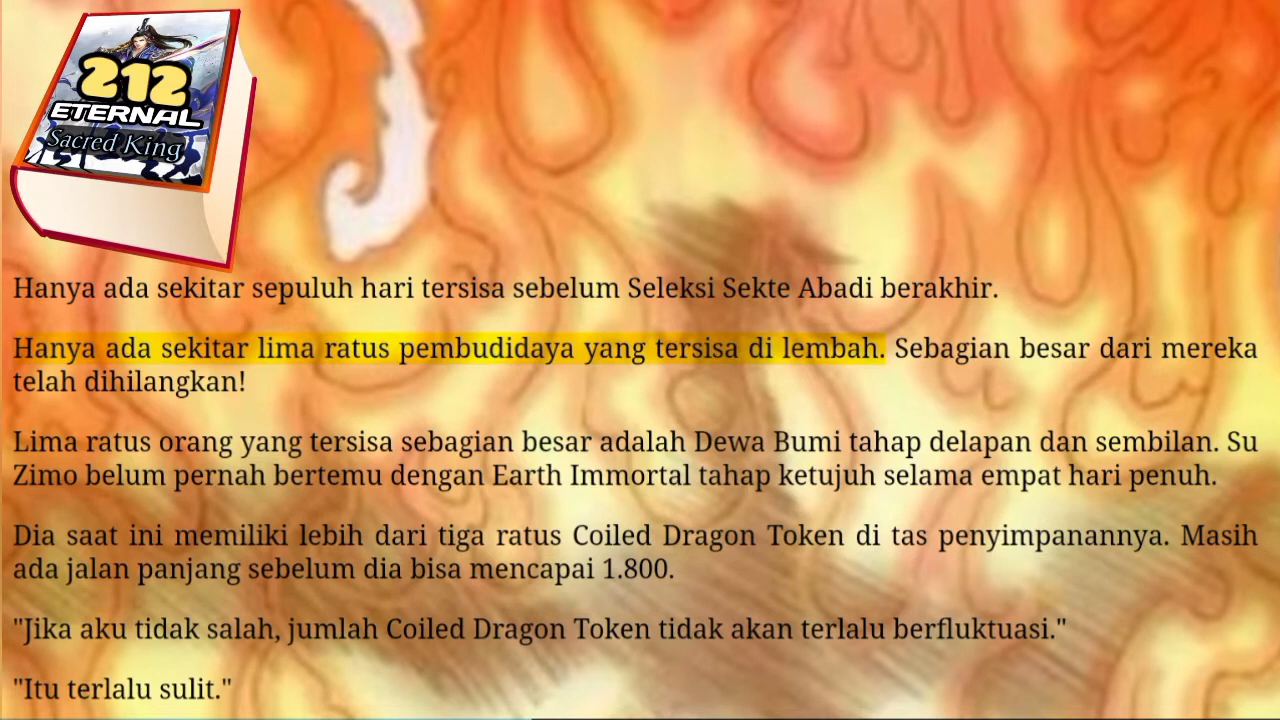 212
ETERNAL
Sacred King
Hanya ada sekitar sepuluh hari tersisa sebelum Seleksi Sekte Abadi berakhir.
Hanya ada sekitar lima ratus pembudidaya yang tersisa di lembah. Sebagian besar dari mereka
telah dihilangkan!
Lima ratus orang yang tersisa sebagian besar adalah Dewa Bumi tahap delapan dan sembilan. Su
Zimo belum pernah bertemu dengan Earth Immortal tahap ketujuh selama empat hari penuh.
Dia saat ini memiliki lebih dari tiga ratus Coiled Dragon Token di tas penyimpanannya. Masih
ada jalan panjang sebelum dia bisa mencapai 1.800.
"Jika aku tidak salah, jumlah Coiled Dragon Token tidak akan terlalu berfluktuasi."
"Itu terlalu sulit."